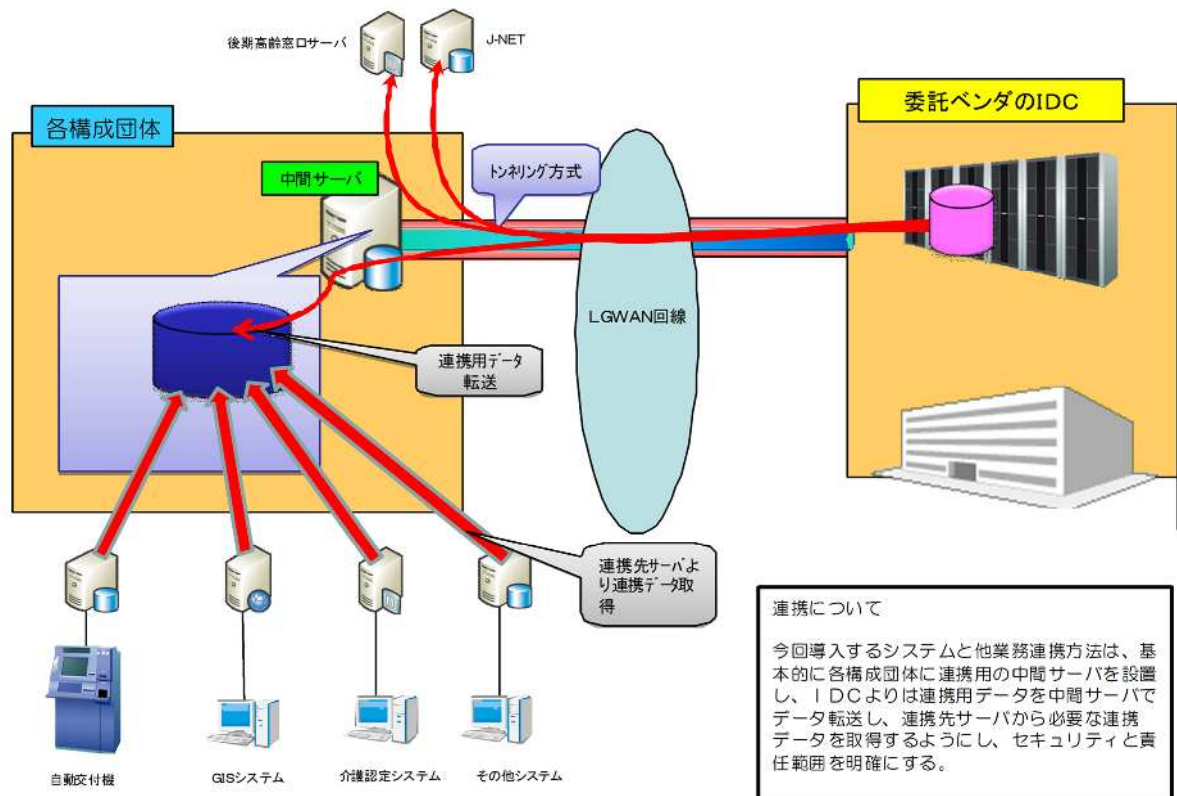 後期高齢窓口サーバ
J-NET
各構成団体
委託ベンダのIDC
中間サーバ
トンネリング方式
LGWAN回線
連携用データ
転送
連携先サーバよ
り連携データ取
得
自動交付機
GISシステム
介護認定システム
その他システム
連携について
今回導入するシステムと他業務連携方法は、基
本的に各構成団体に連携用の中間サーバを設置
し、IDCよりは連携用データを中間サーバで
データ転送し、連携先サーバから必要な連携
データを取得するようにし、セキュリティと責
任範囲を明確にする。